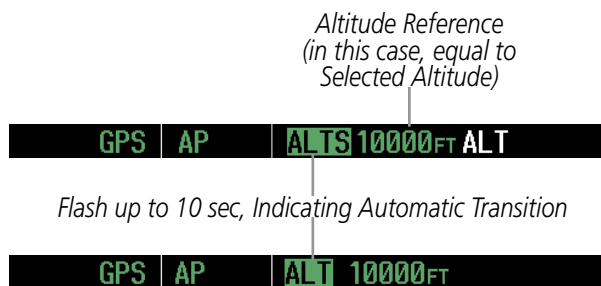 Altitude Reference
(in this case, equal to
Selected Altitude)
GPS AP ALTS 10000FT ALT
Flash up to 10 sec, Indicating Automatic Transition
GPS AP ALT 10000FT